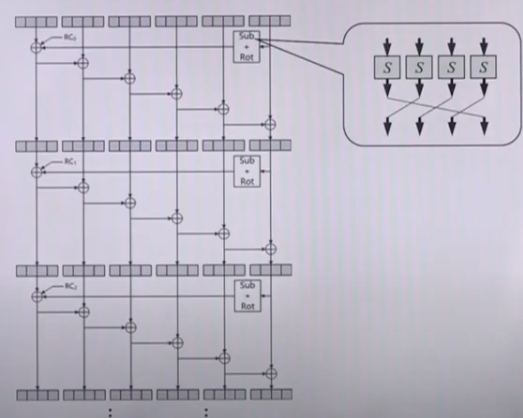 RC₀
Sub
+
Rot
S S S S
RC₁
Sub
+
Rot
RC₂
Sub
+
Rot